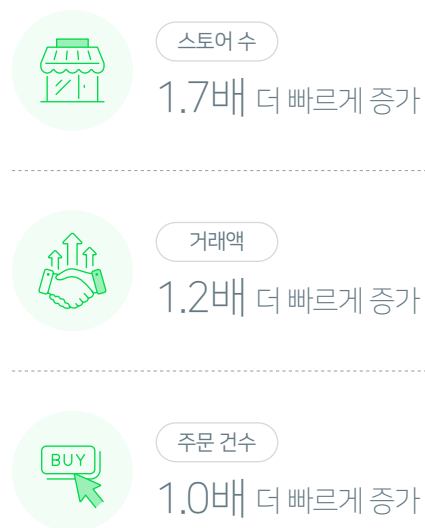 스토어 수
1.7배 더 빠르게 증가
거래액
1.2배 더 빠르게 증가
BUY
주문 건수
1.0배 더 빠르게 증가